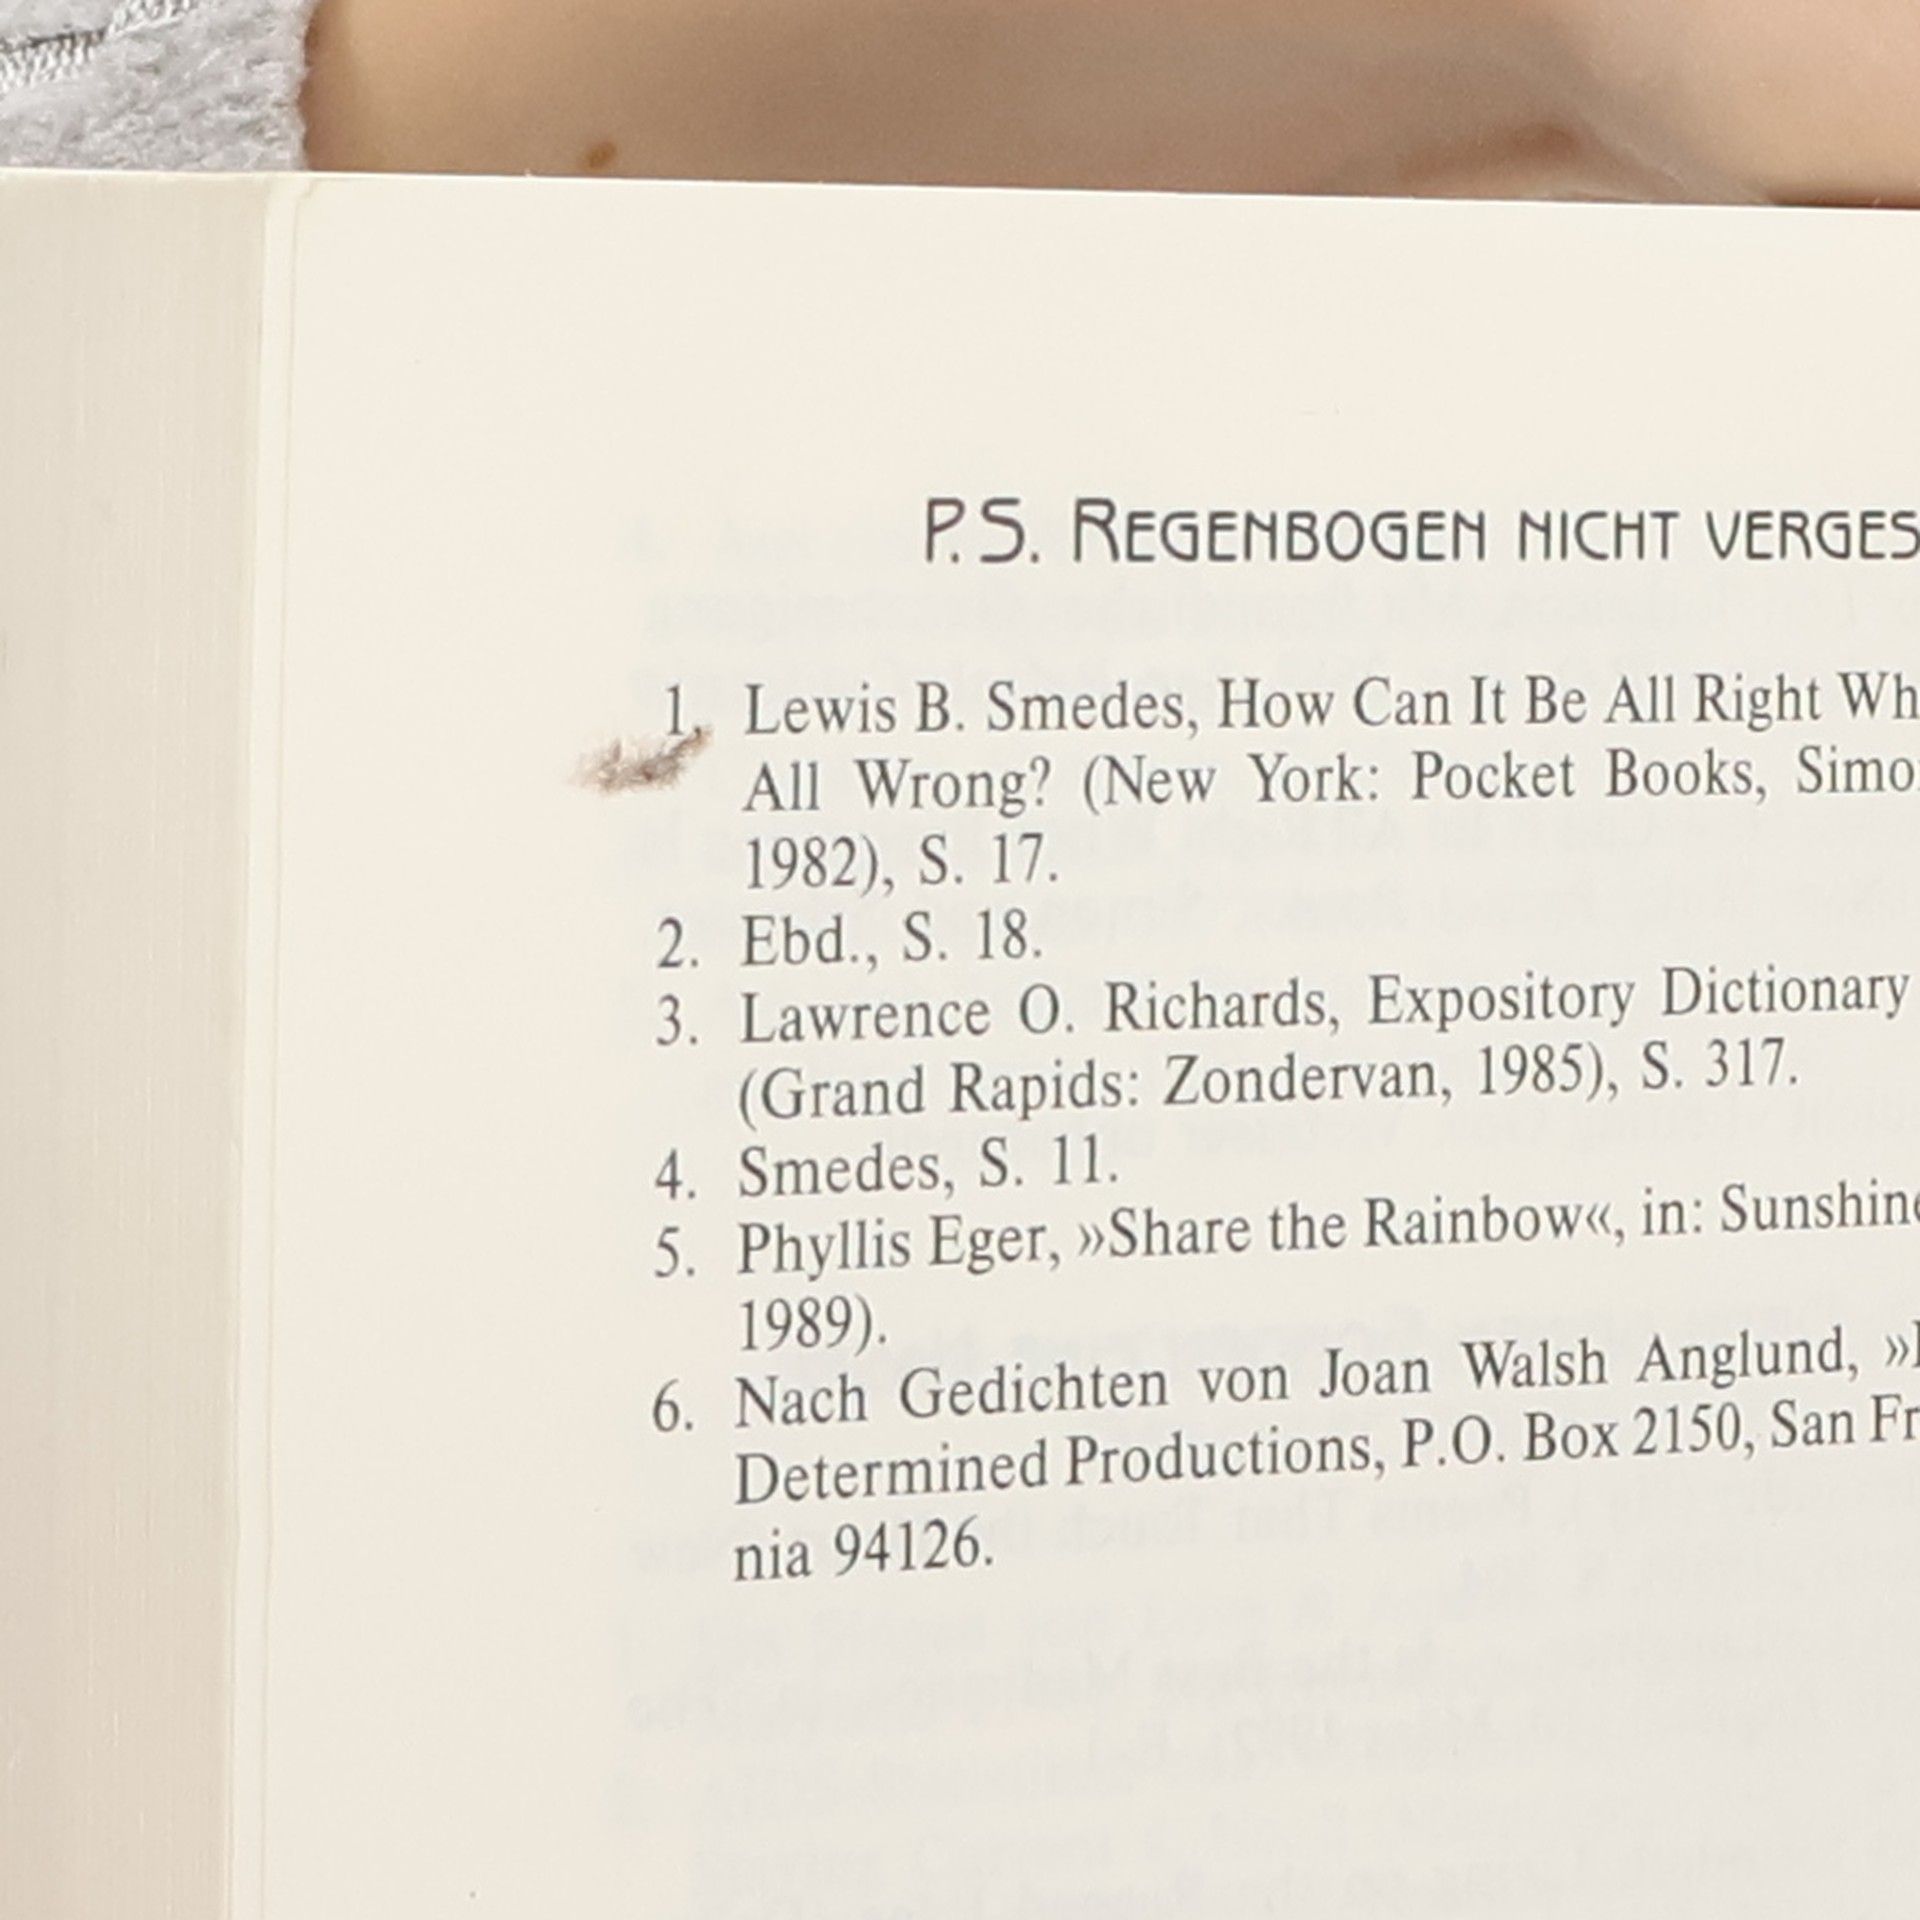 P.S. REGENBOGEN NICHT VERGES
1. Lewis B. Smedes, How Can It Be All Right Wh
All Wrong? (New York: Pocket Books, Simo
1982), S. 17.
2. Ebd., S. 18.
3. Lawrence O. Richards, Expository Dictionary
(Grand Rapids: Zondervan, 1985), S. 317.
4. Smedes, S. 11.
5. Phyllis Eger, »Share the Rainbow«, in: Sunshine
1989).
6. Nach Gedichten von Joan Walsh Anglund, »
Determined Productions, P.O. Box 2150, San Fr
nia 94126.